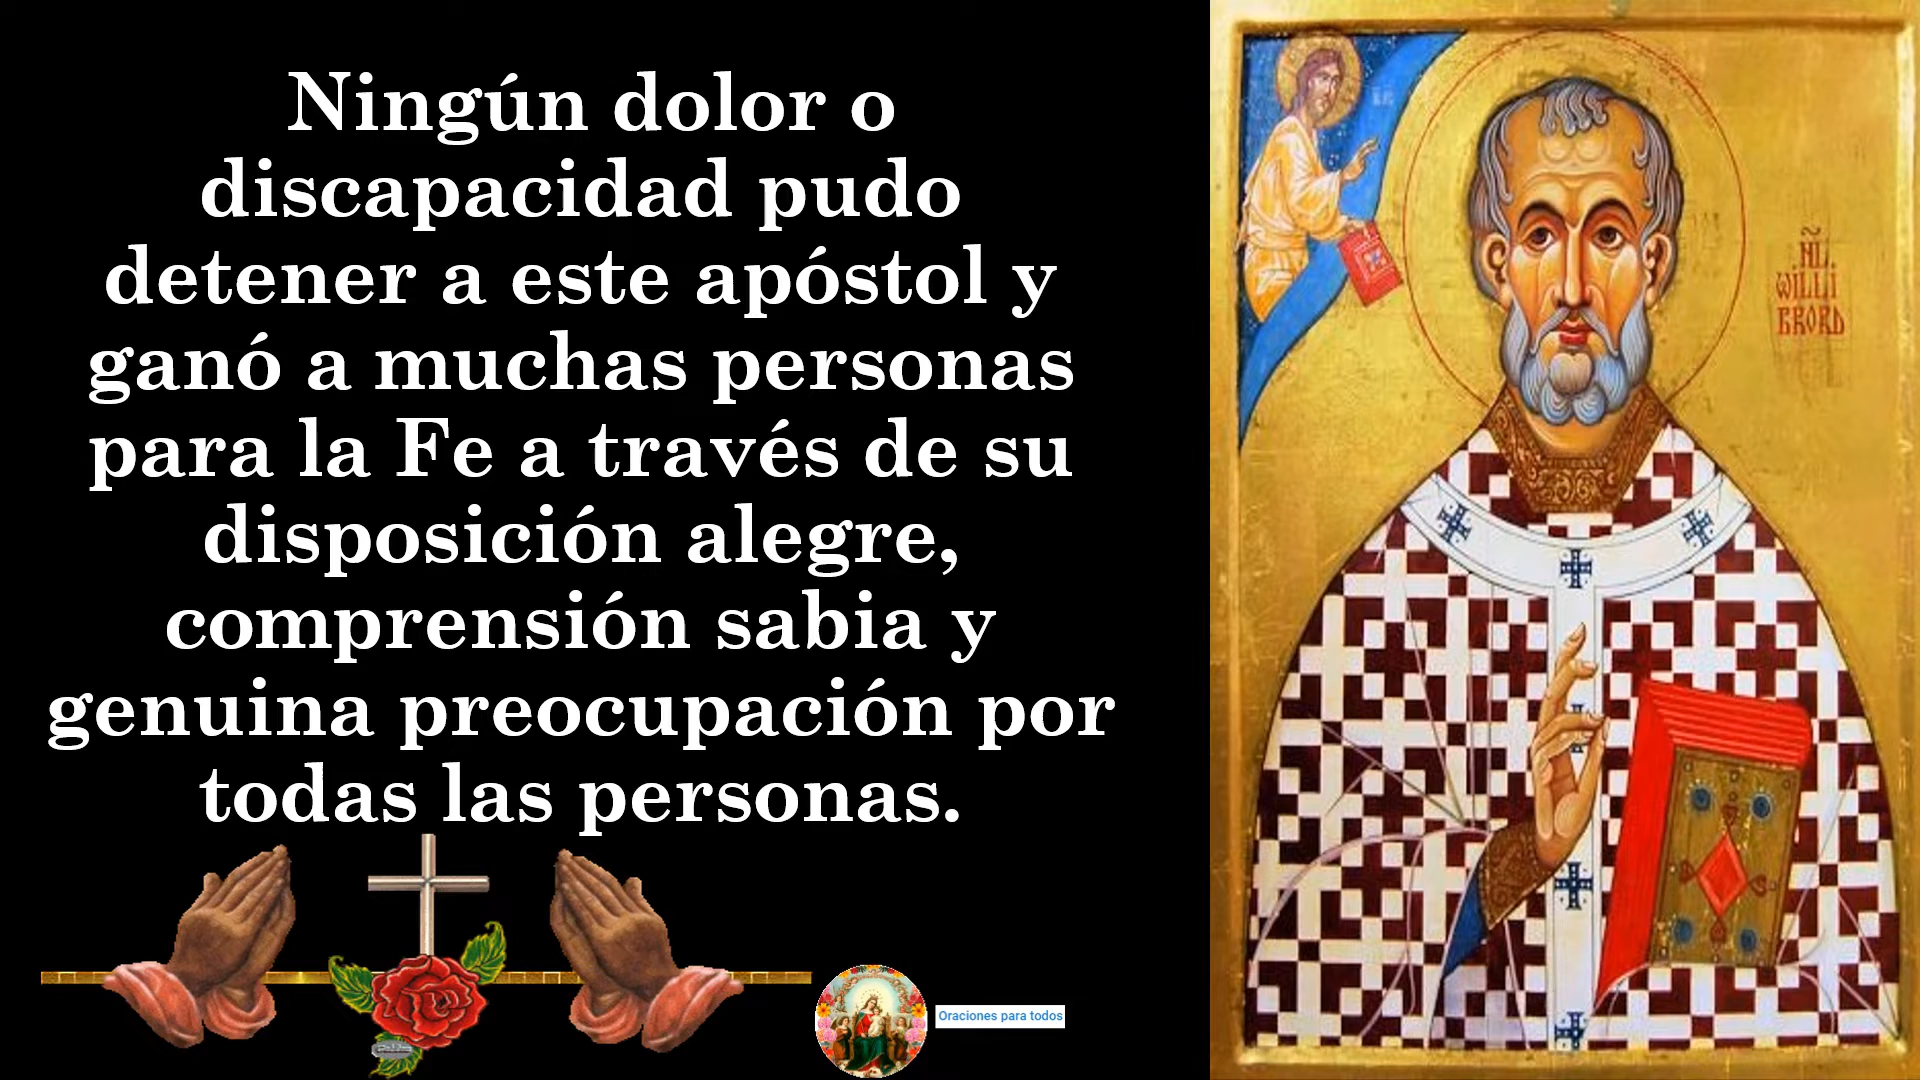 Ningún dolor o
discapacidad pudo
detener a este apóstol y
ganó a muchas personas
para la Fe a través de su
disposición alegre,
comprensión sabia y
genuina preocupación por
todas las personas.
WILLI
BRORD
Oraciones para todos